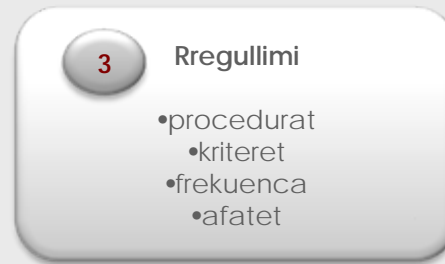 3
Rregullimi
•procedurat
•kriteret
•frekuenca
•afatet